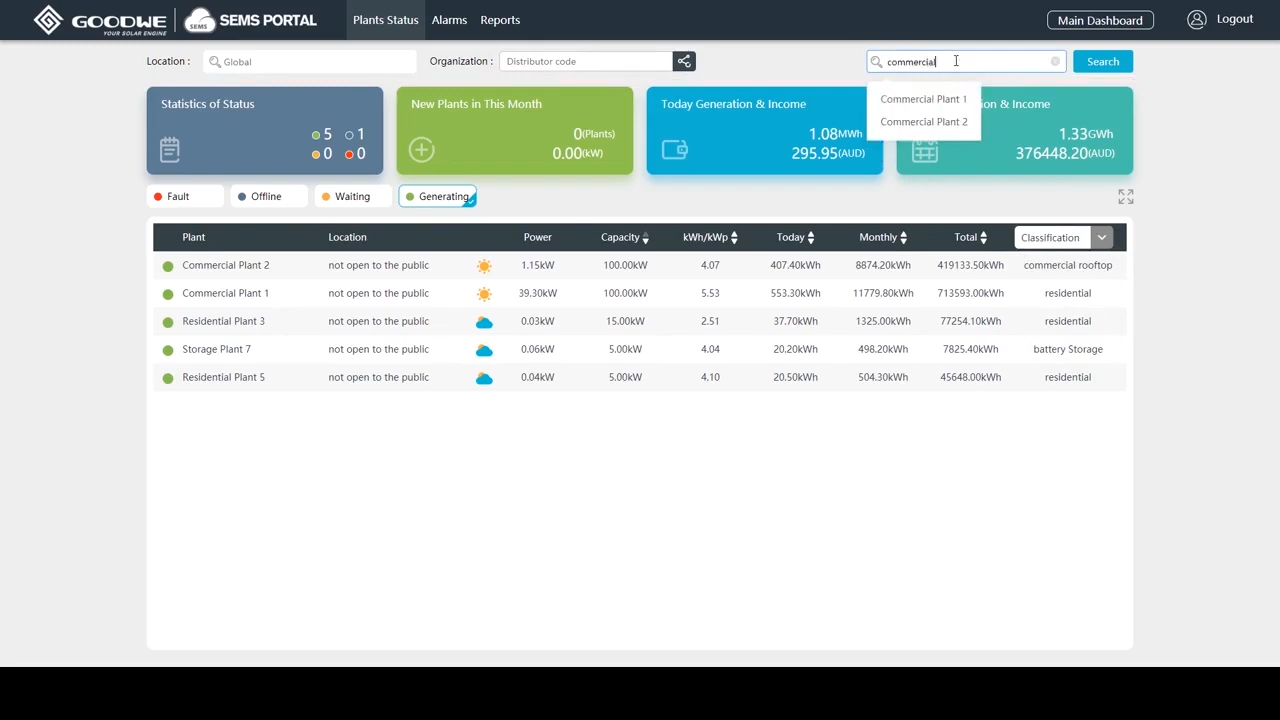 GOODWE
YOUR SOLAR ENGINE
SEMS
SEMS PORTAL
Plants Status
Alarms
Reports
Main Dashboard
Logout
Location :
Global
Organization :
Distributor code
commercial
Search
Commercial Plant 1
Commercial Plant 2
Statistics of Status
5 1
0 0
New Plants in This Month
0(Plants)
0.00(kW)
Today Generation & Income
1.08MWh
295.95(AUD)
ion & Income
1.33GWh
376448.20(AUD)
Fault
Offline
Waiting
Generating
Plant Location Power Capacity kWh/kWp Today Monthly Total Classification
Commercial Plant 2 not open to the public 1.15kW 100.00kW 4.07 407.40kWh 8874.20kWh 419133.50kWh commercial rooftop
Commercial Plant 1 not open to the public 39.30kW 100.00kW 5.53 553.30kWh 11779.80kWh 713593.00kWh residential
Residential Plant 3 not open to the public 0.03kW 15.00kW 2.51 37.70kWh 1325.00kWh 77254.10kWh residential
Storage Plant 7 not open to the public 0.06kW 5.00kW 4.04 20.20kWh 498.20kWh 7825.40kWh battery Storage
Residential Plant 5 not open to the public 0.04kW 5.00kW 4.10 20.50kWh 504.30kWh 45648.00kWh residential